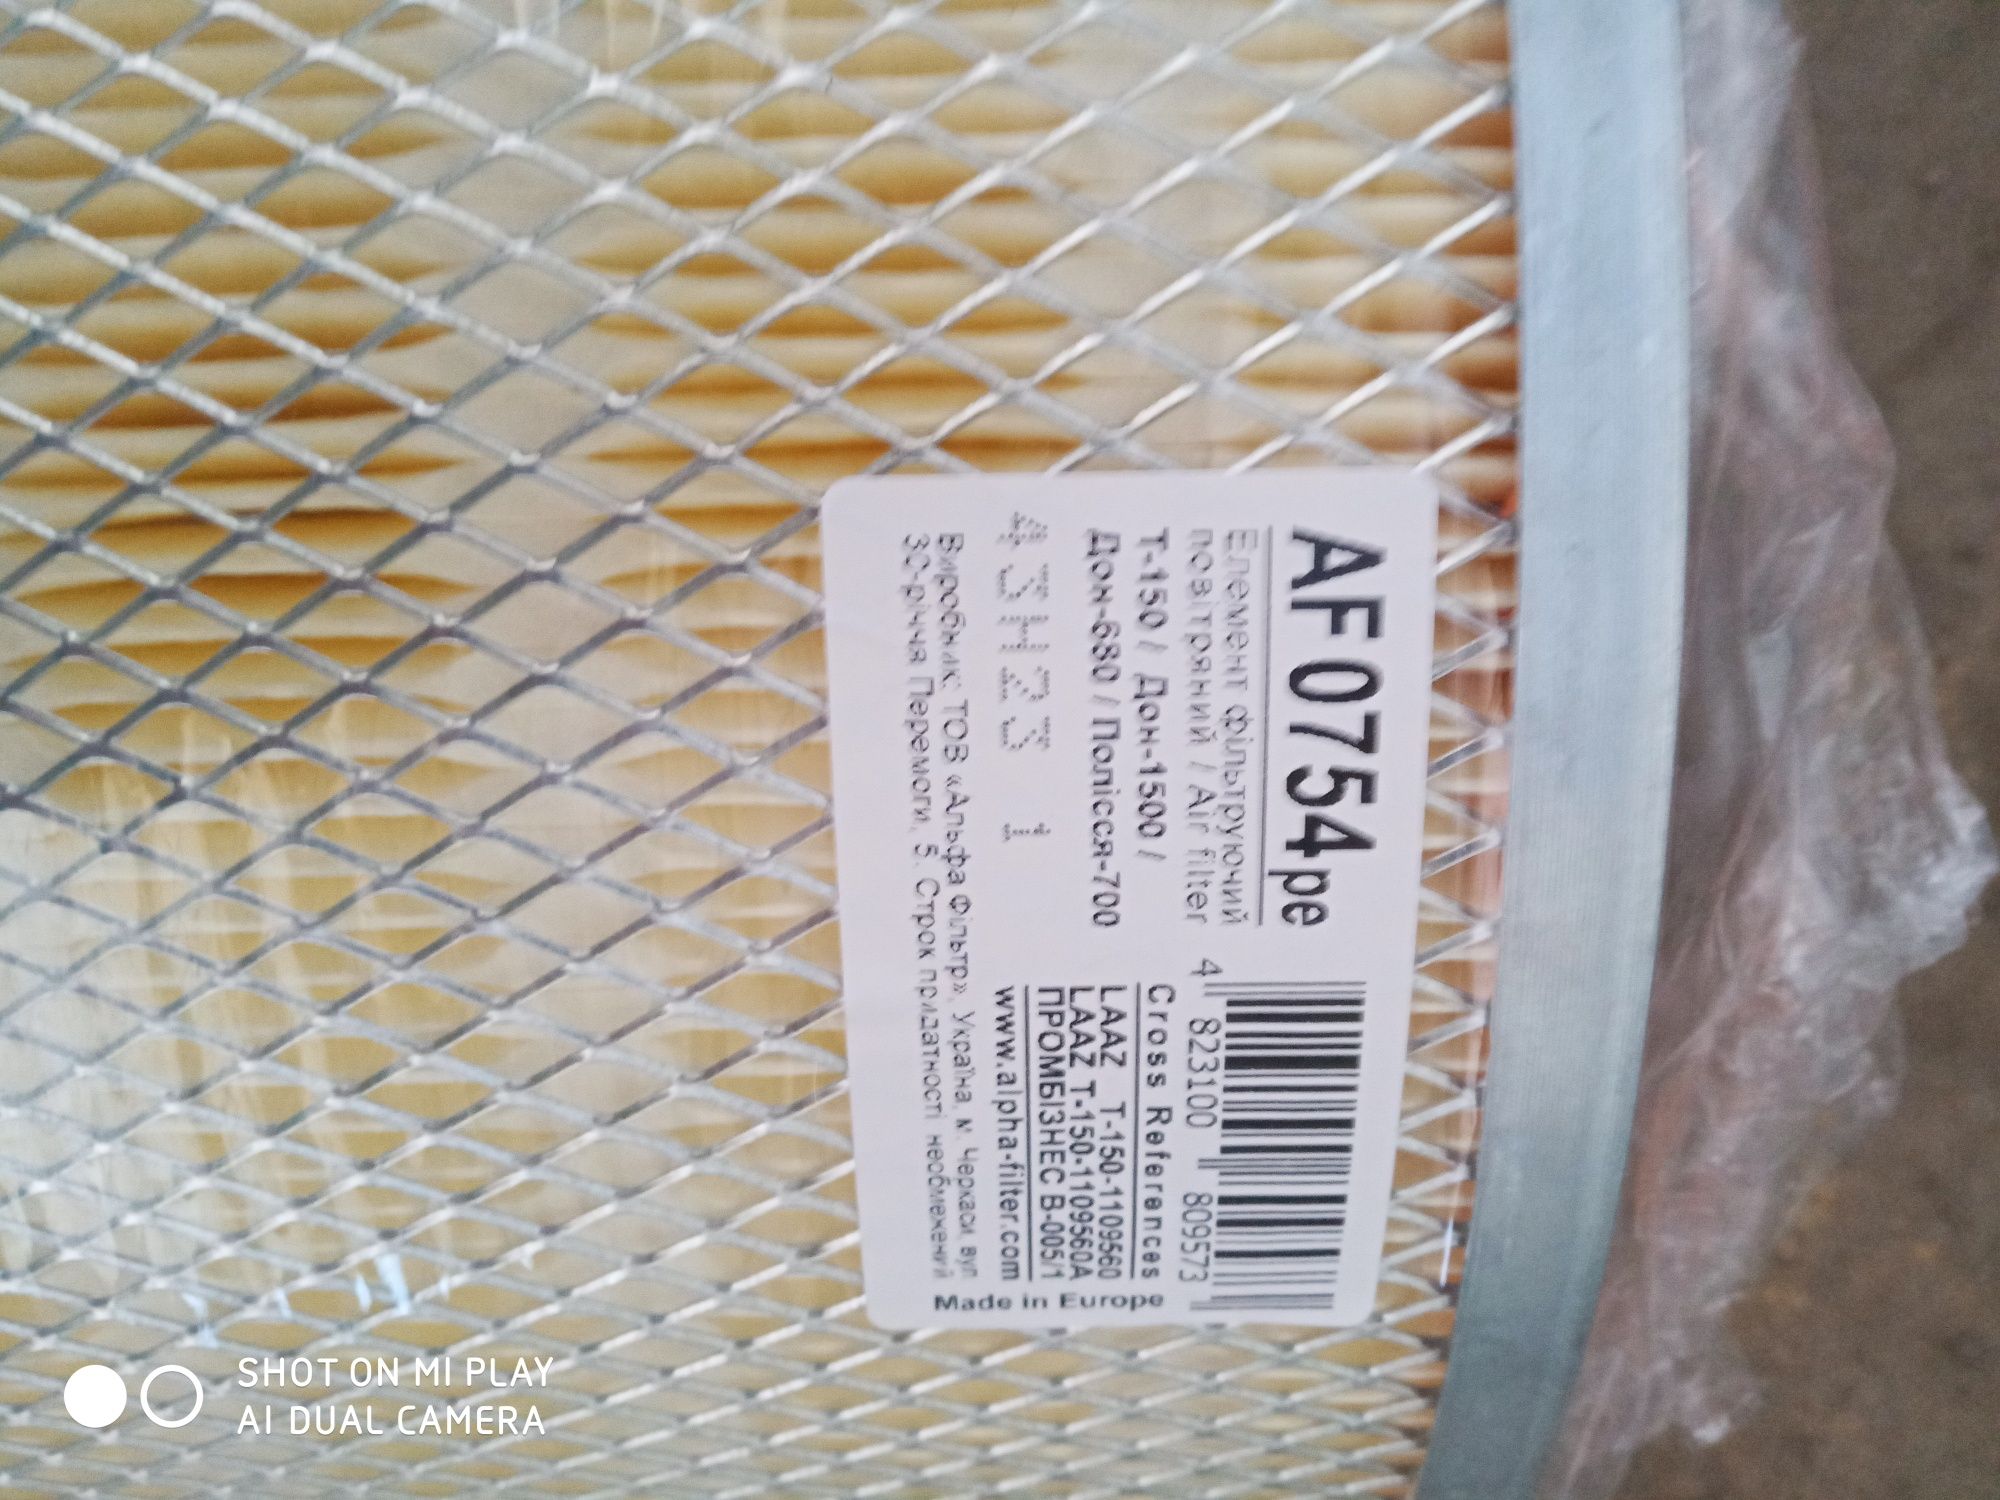 AF0754pe
Елемент фільтруючий
повітряний / Air filter
Т-150 / Дон-1500 /
Дон-680 / Полісся-700
4 823100 809573
Cross References
LAAZ Т-150-1109560
LAAZ Т-150-1109560А
ПРОМБІЗНЕС В-005/1
www.alpha-filter.com
Виробник: ТОВ «Альфа Фільтр», Україна, м. Черкаси, вул.
30-річчя Перемоги, 5. Строк придатності необмежений
Made in Europe
SHOT ON MI PLAY
AI DUAL CAMERA